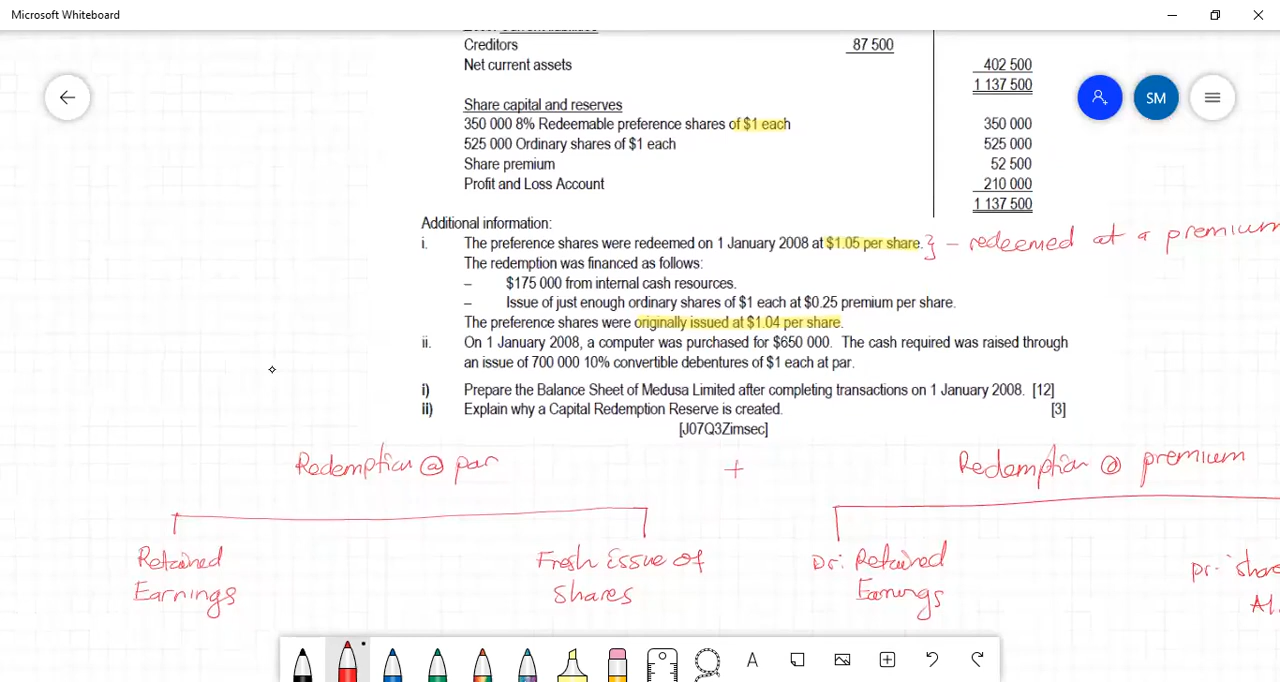 Microsoft Whiteboard
Creditors 87 500
Net current assets 402 500
1 137 500
Share capital and reserves
350 000 8% Redeemable preference shares of $1 each 350 000
525 000 Ordinary shares of $1 each 525 000
Share premium 52 500
Profit and Loss Account 210 000
1 137 500
SM
Additional information:
i. The preference shares were redeemed on 1 January 2008 at $1.05 per share. } – redeemed at a premium
The redemption was financed as follows:
– $175 000 from internal cash resources.
– Issue of just enough ordinary shares of $1 each at $0.25 premium per share.
The preference shares were originally issued at $1.04 per share.
ii. On 1 January 2008, a computer was purchased for $650 000. The cash required was raised through
an issue of 700 000 10% convertible debentures of $1 each at par.
i) Prepare the Balance Sheet of Medusa Limited after completing transactions on 1 January 2008. [12]
ii) Explain why a Capital Redemption Reserve is created. [3]
[J07Q3Zimsec]
Redemption @ par + Redemption @ premium
Retained Earnings
Fresh issue of Shares
Dr: Retained Earnings
Dr: share
A